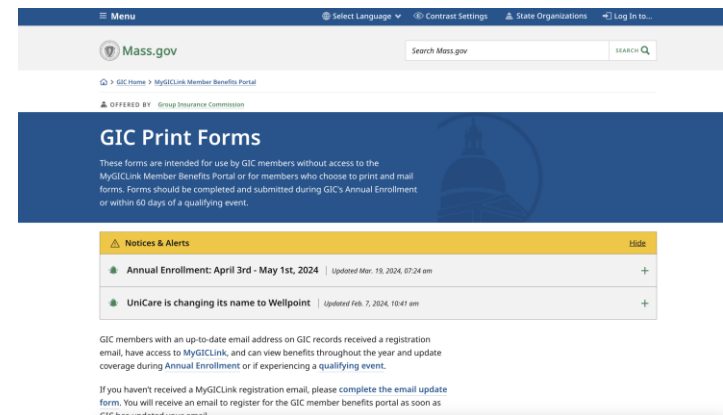 Menu
Select Language
Contrast Settings
State Organizations
Log In to...
Mass.gov
Search Mass.gov
SEARCH
> GIC Home > MyGICLink Member Benefits Portal
OFFERED BY Group Insurance Commission
GIC Print Forms
These forms are intended for use by GIC members without access to the
MyGICLink Member Benefits Portal or for members who choose to print and mail
forms. Forms should be completed and submitted during GIC's Annual Enrollment
or within 60 days of a qualifying event.
Notices & Alerts
Hide
Annual Enrollment: April 3rd - May 1st, 2024 | Updated Mar. 19, 2024, 07:24 am
UniCare is changing its name to Wellpoint | Updated Feb. 7, 2024, 10:41 am
GIC members with an up-to-date email address on GIC records received a registration
email, have access to MyGICLink, and can view benefits throughout the year and update
coverage during Annual Enrollment or if experiencing a qualifying event.
If you haven't received a MyGICLink registration email, please complete the email update
form. You will receive an email to register for the GIC member benefits portal as soon as
GIC has updated your email